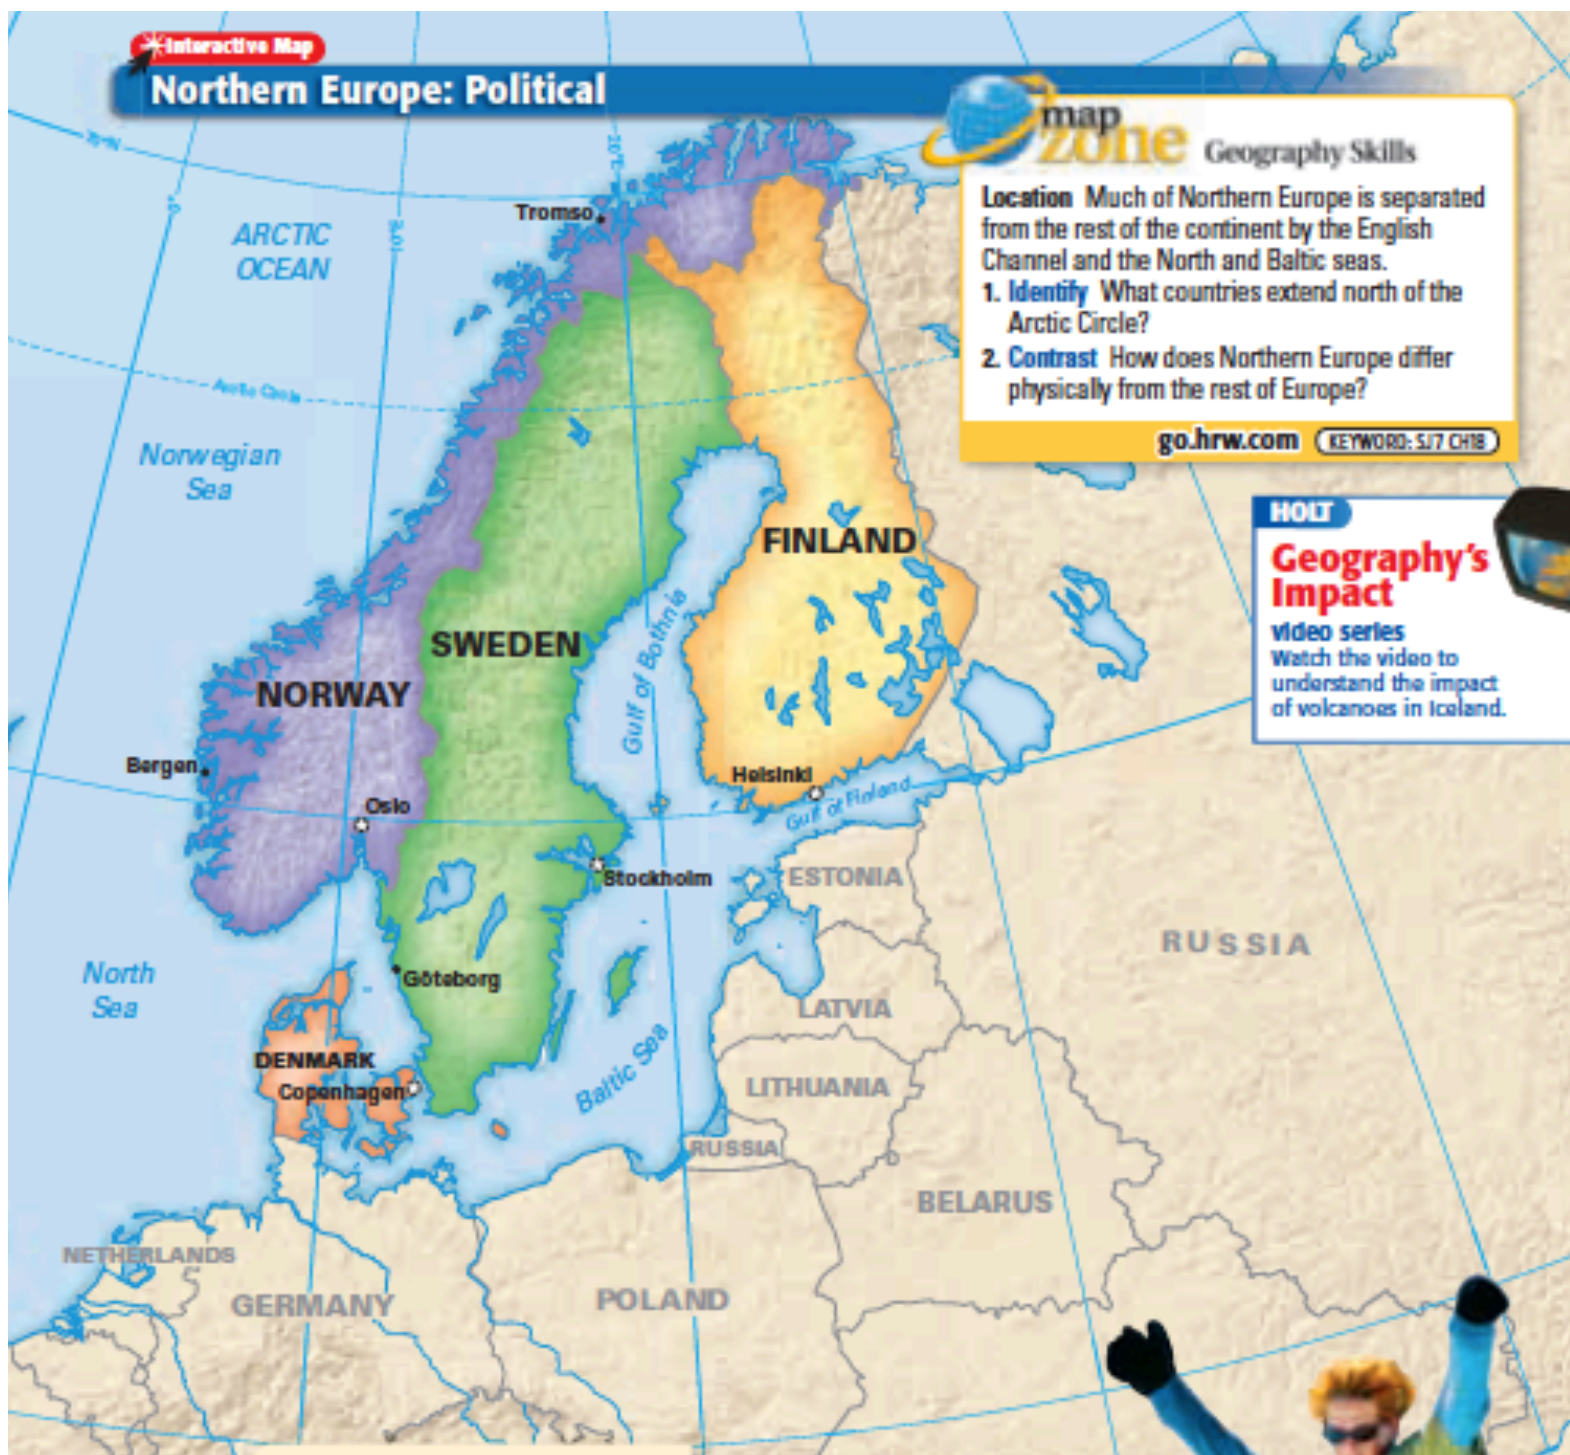 Interactive Map
Northern Europe: Political
map
zone
Geography Skills
Location Much of Northern Europe is separated
from the rest of the continent by the English
Channel and the North and Baltic seas.
1. Identify What countries extend north of the
Arctic Circle?
2. Contrast How does Northern Europe differ
physically from the rest of Europe?
go.hrw.com KEYWORD: SJ7 CH18
HOLT
Geography's
Impact
video series
Watch the video to
understand the impact
of volcanoes in Iceland.
Tromso
ARCTIC
OCEAN
Arctic Circle
Norwegian
Sea
FINLAND
SWEDEN
Gulf of Bothnia
NORWAY
Bergen
Oslo
Helsinki
Gulf of Finland
Stockholm
ESTONIA
RUSSIA
North
Sea
Göteborg
LATVIA
DENMARK
Copenhagen
Baltic Sea
LITHUANIA
RUSSIA
BELARUS
NETHERLANDS
GERMANY
POLAND